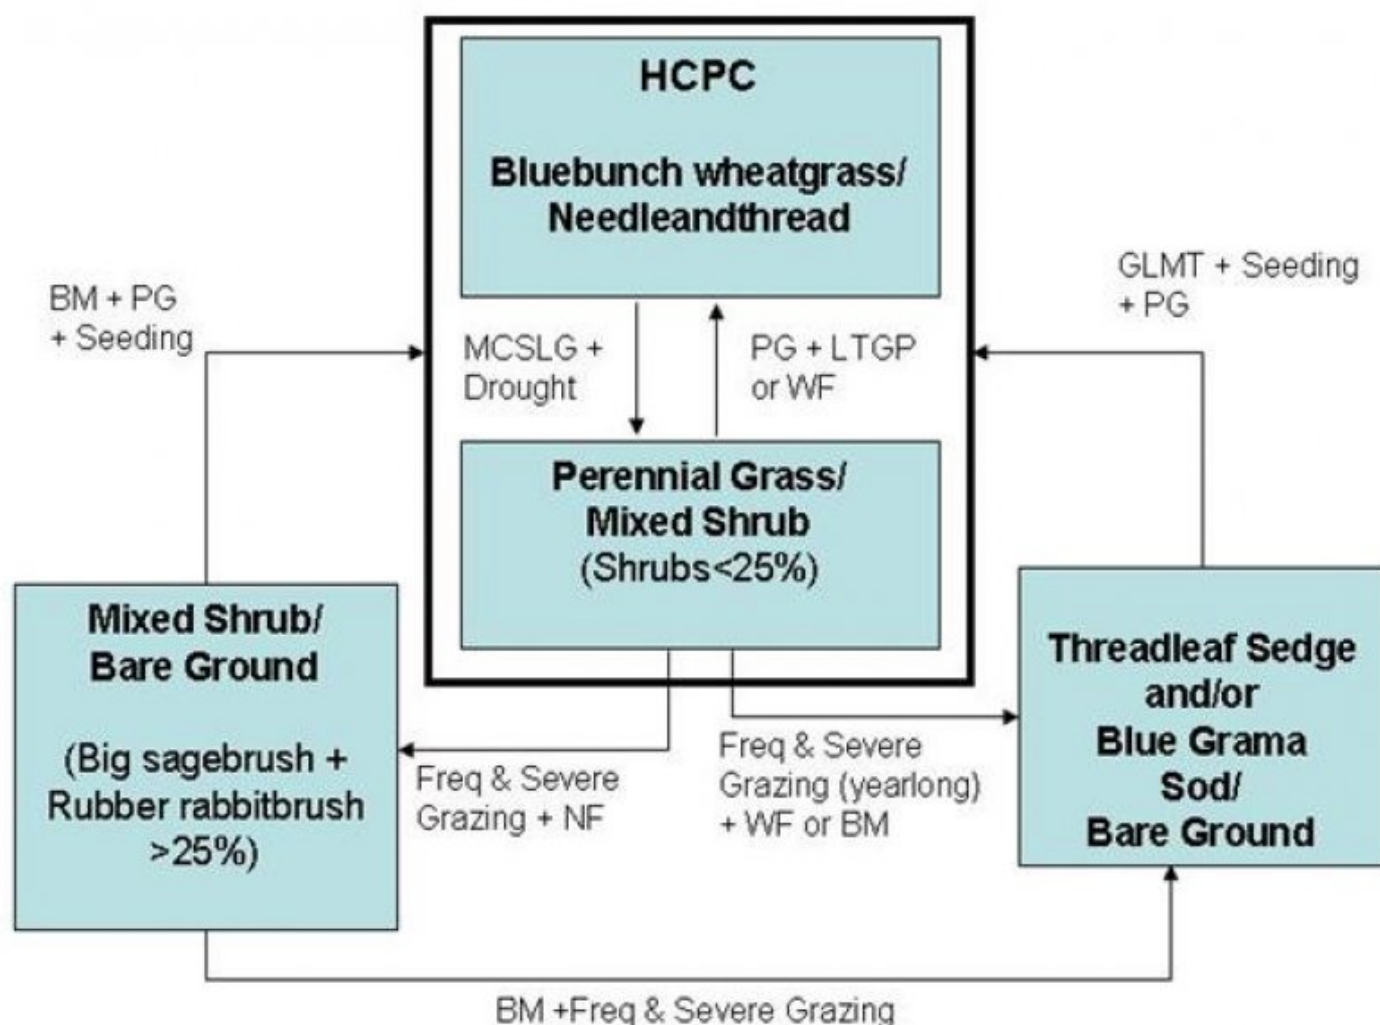 HCPC
Bluebunch wheatgrass/
Needleandthread
BM + PG
+ Seeding
GLMT + Seeding
+ PG
MCSLG +
Drought
PG + LTGP
or WF
Perennial Grass/
Mixed Shrub
(Shrubs<25%)
Mixed Shrub/
Bare Ground
(Big sagebrush +
Rubber rabbitbrush
>25%)
Threadleaf Sedge
and/or
Blue Grama
Sod/
Bare Ground
Freq & Severe
Grazing + NF
Freq & Severe
Grazing (yearlong)
+ WF or BM
BM +Freq & Severe Grazing